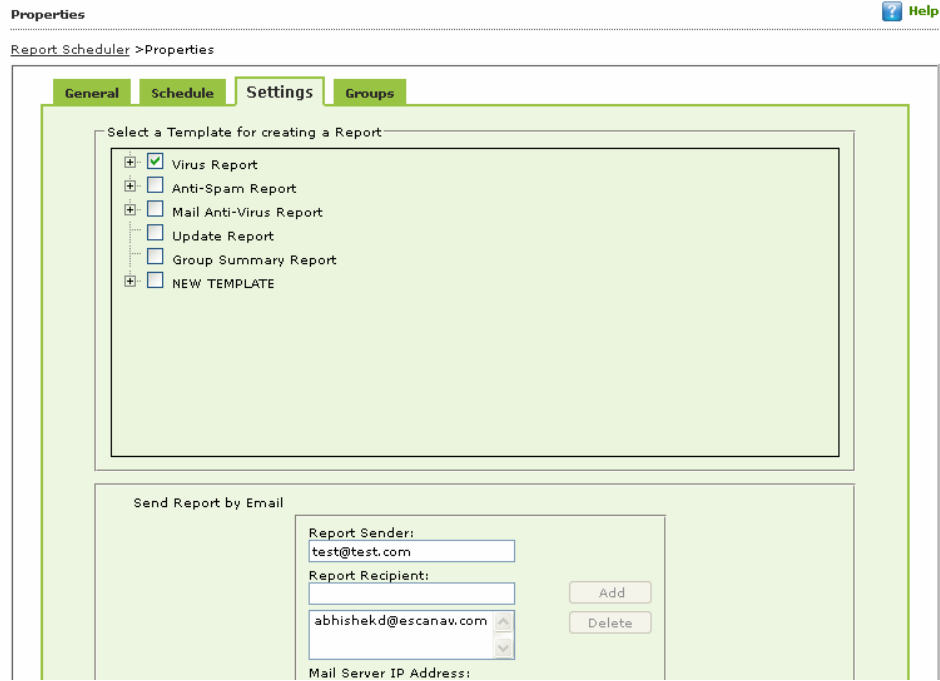 Properties
Help
Report Scheduler >Properties
General Schedule Settings Groups
Select a Template for creating a Report
Virus Report
Anti-Spam Report
Mail Anti-Virus Report
Update Report
Group Summary Report
NEW TEMPLATE
Send Report by Email
Report Sender:
test@test.com
Report Recipient:
Add
abhishekd@escanav.com
Delete
Mail Server IP Address: